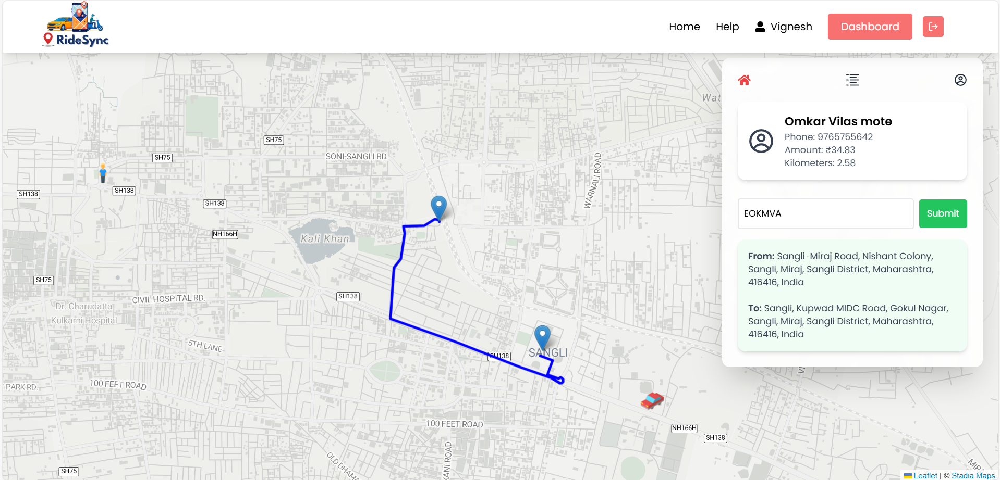 RideSync
Home
Help
Vignesh
Dashboard
Omkar Vilas mote
Phone: 9765755642
Amount: ₹34.83
Kilometers: 2.58
EOKMVA
Submit
From: Sangli-Miraj Road, Nishant Colony,
Sangli, Miraj, Sangli District, Maharashtra,
416416, India
To: Sangli, Kupwad MIDC Road, Gokul Nagar,
Sangli, Miraj, Sangli District, Maharashtra,
416416, India
Wat
SH75
SH75
SONI-SANGLI RD.
WARNALI ROAD
SH138
SH138
SH138
NH166H
Kali Khan
SH75
SH138
CIVIL HOSPITAL RD.
Dr. Charudatta
Kulkarni Hospital
5TH LANE
SANGLI
SH138
PARK RD.
100 FEET ROAD
100 FEET ROAD
NH166H
SH138
OLD DHAMA
MANI ROAD
SH75
MIRA
Leaflet | © Stadia Maps